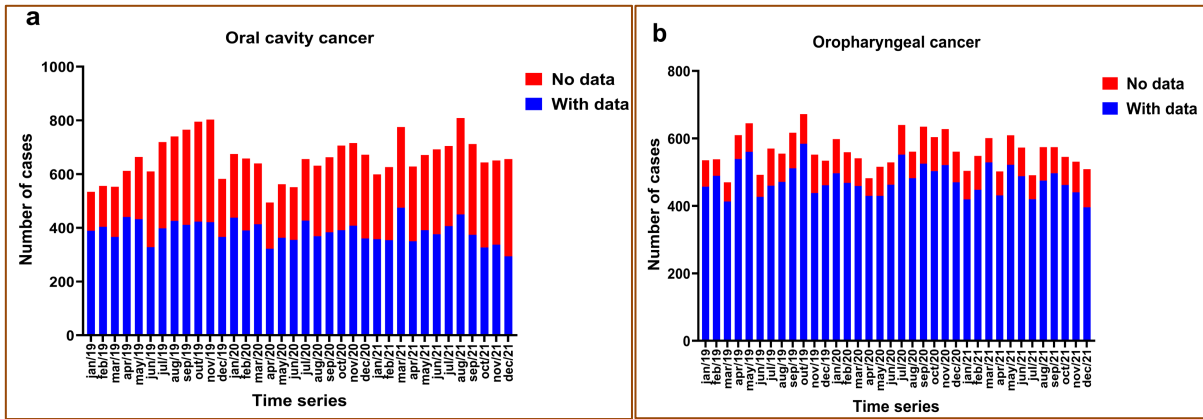 a
Oral cavity cancer
1000
800
600
400
200
0
Number of cases
No data
With data
jan/19
feb/19
mar/19
apr/19
may/19
jun/19
jul/19
aug/19
sep/19
out/19
nov/19
dec/19
jan/20
feb/20
mar/20
apr/20
may/20
jun/20
jul/20
aug/20
sep/20
oct/20
nov/20
dec/20
jan/21
feb/21
mar/21
apr/21
may/21
jun/21
jul/21
aug/21
sep/21
oct/21
nov/21
dec/21
Time series
b
Oropharyngeal cancer
800
600
400
200
0
Number of cases
No data
With data
jan/19
feb/19
mar/19
apr/19
may/19
jun/19
jul/19
aug/19
sep/19
out/19
nov/19
dec/19
jan/20
feb/20
mar/20
apr/20
may/20
jun/20
jul/20
aug/20
sep/20
oct/20
nov/20
dec/20
jan/21
feb/21
mar/21
apr/21
may/21
jun/21
jul/21
aug/21
sep/21
oct/21
nov/21
dec/21
Time series